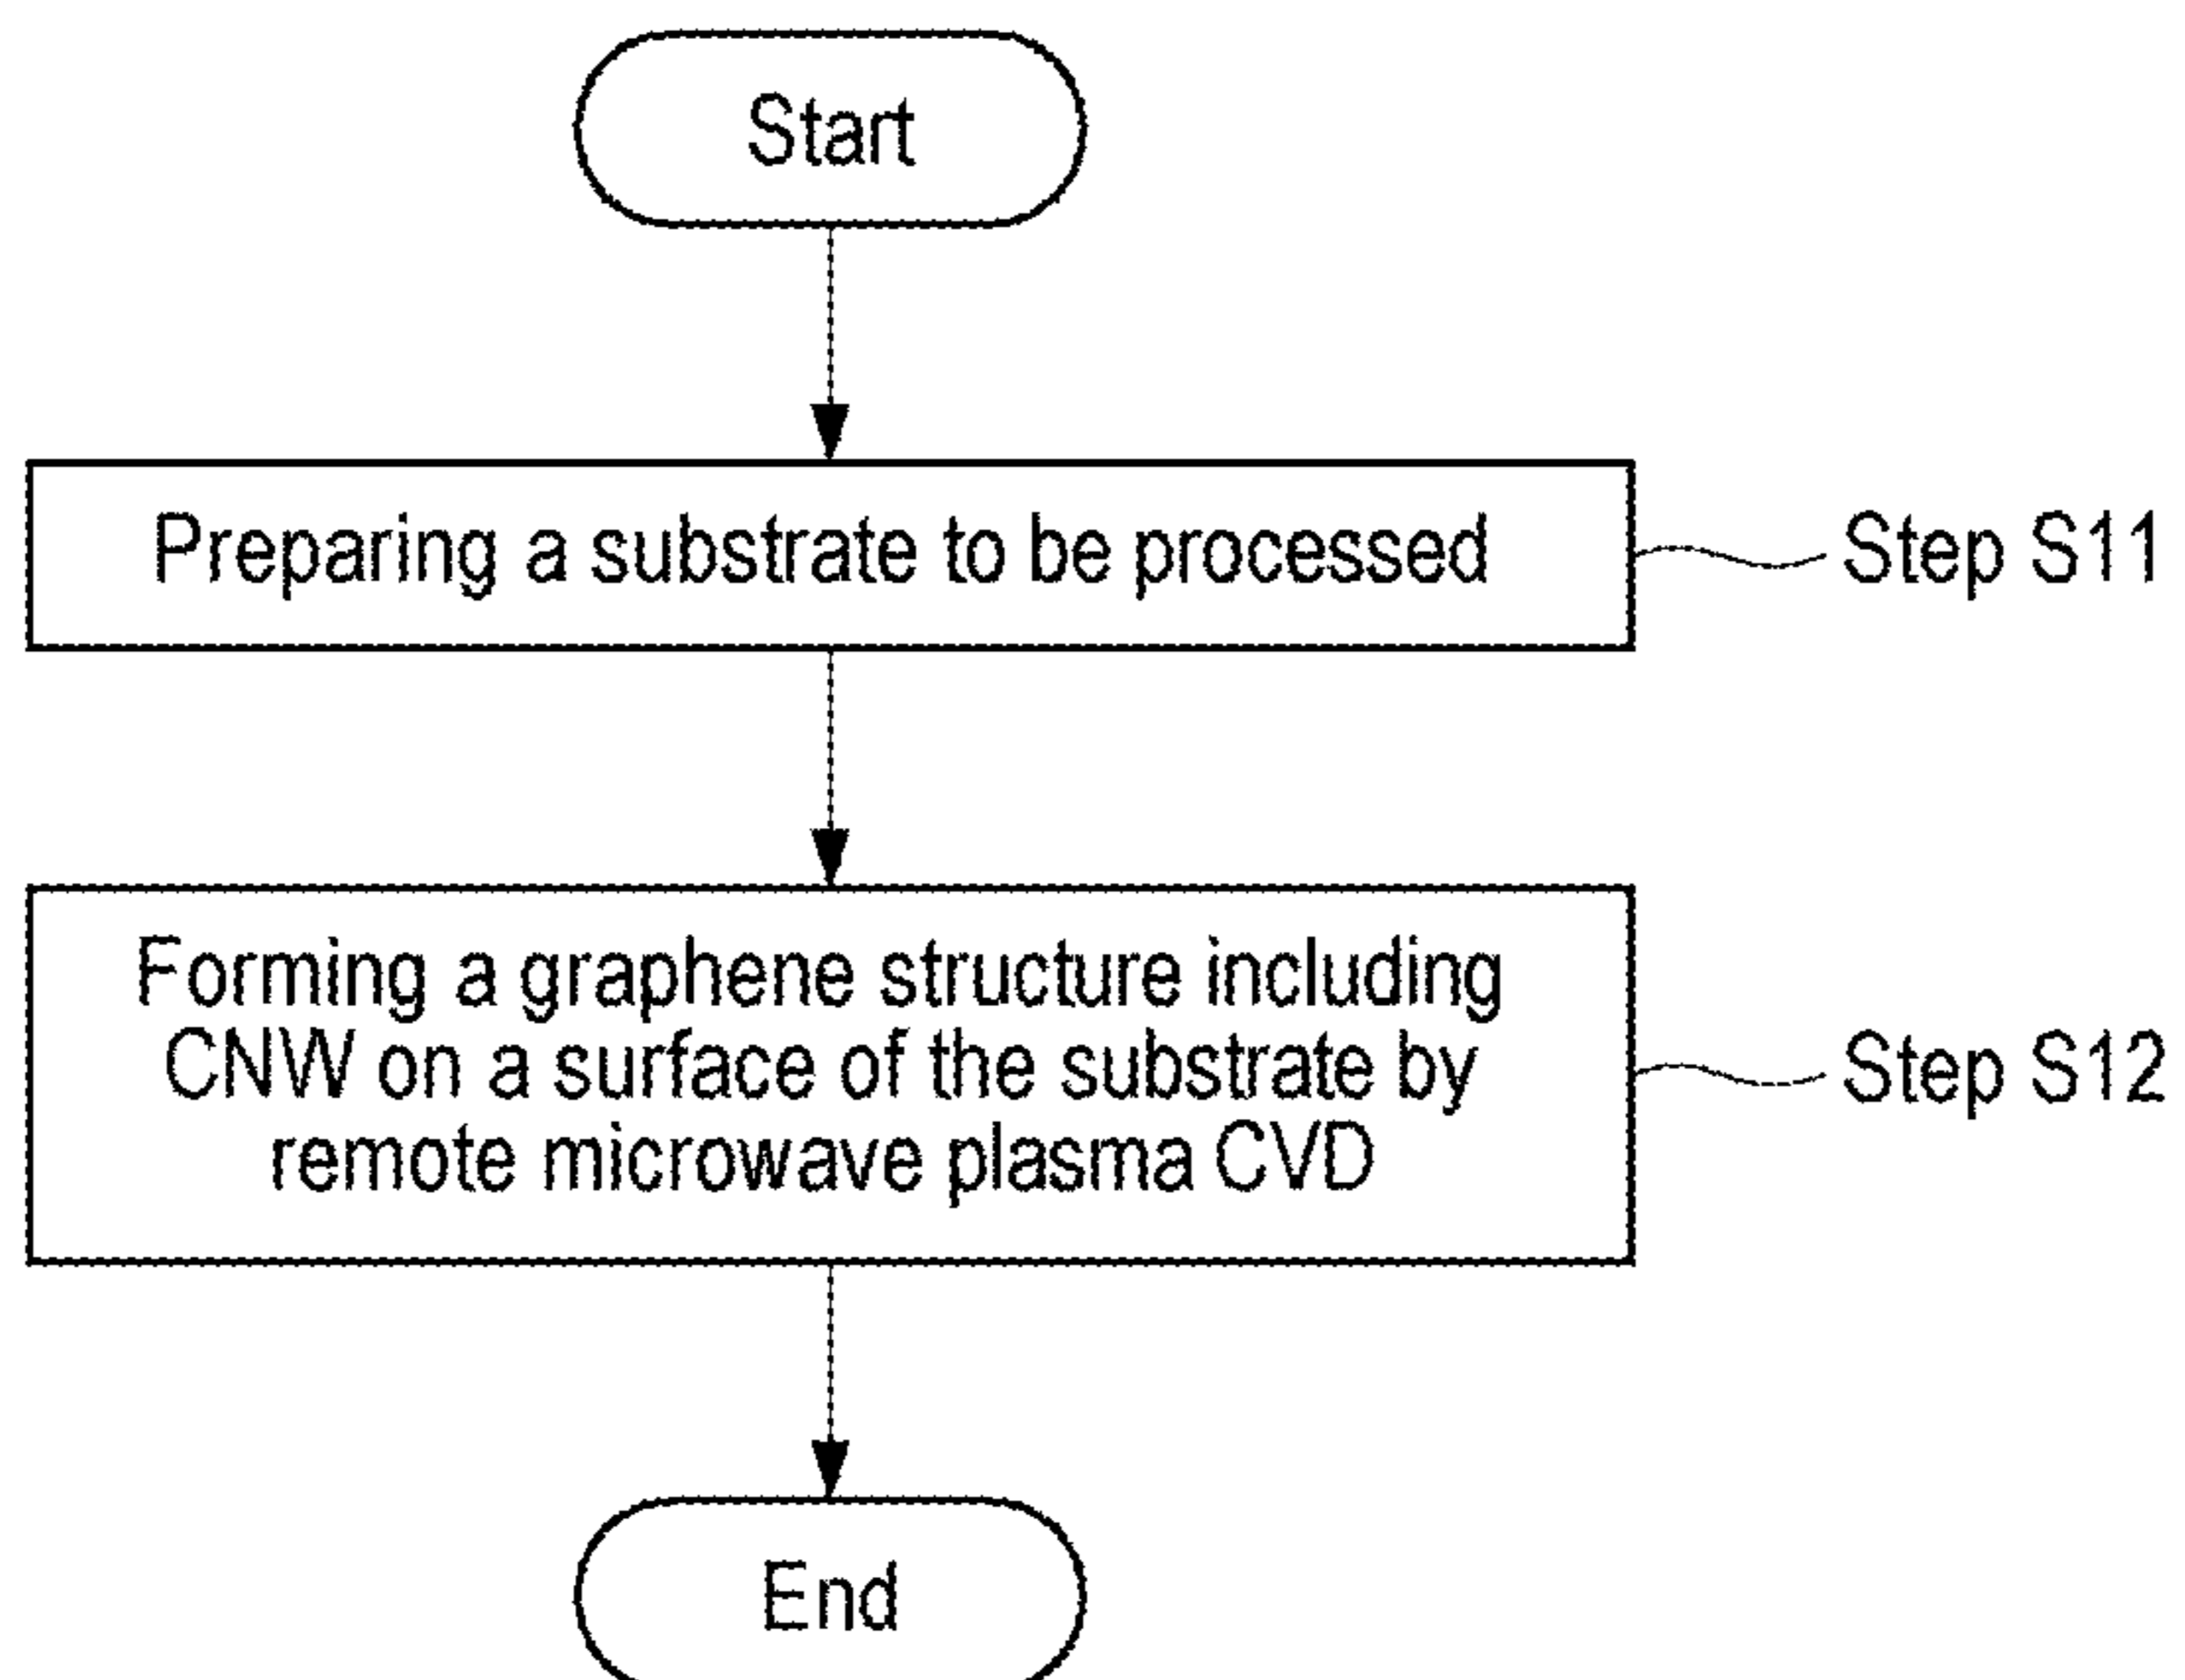 Start
Preparing a substrate to be processed
Step S11
Forming a graphene structure including
CNW on a surface of the substrate by
remote microwave plasma CVD
Step S12
End